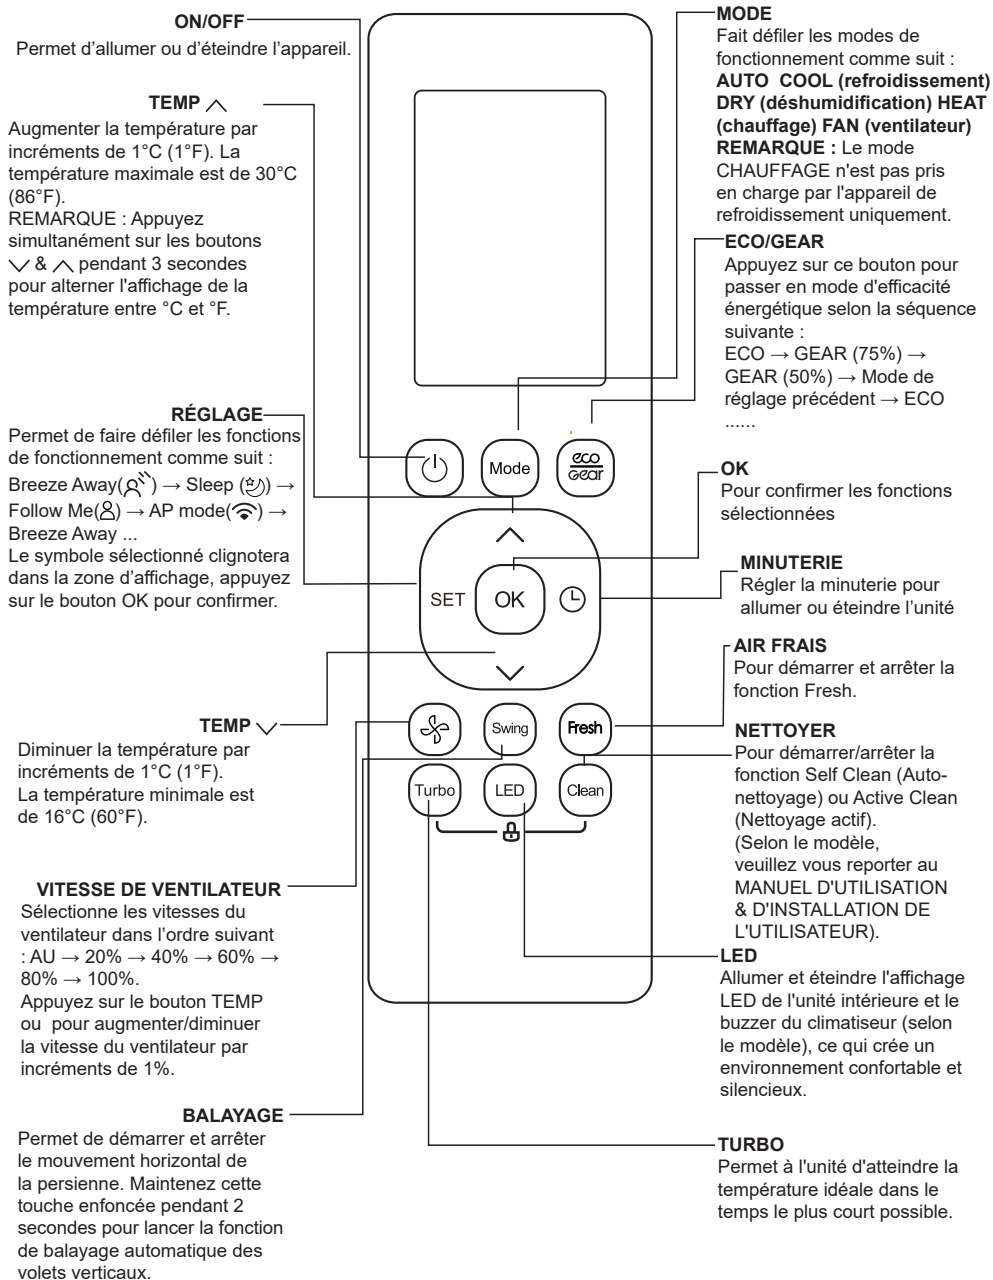 ON/OFF
Permet d’allumer ou d’éteindre l’appareil.
TEMP
Augmenter la température par
incréments de 1°C (1°F). La
température maximale est de 30°C
(86°F).
REMARQUE : Appuyez
simultanément sur les boutons
& pendant 3 secondes
pour alterner l'affichage de la
température entre °C et °F.
RÉGLAGE
Permet de faire défiler les fonctions
de fonctionnement comme suit :
Breeze Away( ) → Sleep ( ) →
Follow Me( ) → AP mode( ) →
Breeze Away ...
Le symbole sélectionné clignotera
dans la zone d’affichage, appuyez
sur le bouton OK pour confirmer.
TEMP
Diminuer la température par
incréments de 1°C (1°F).
La température minimale est
de 16°C (60°F).
VITESSE DE VENTILATEUR
Sélectionne les vitesses du
ventilateur dans l’ordre suivant
: AU → 20% → 40% → 60% →
80% → 100%.
Appuyez sur le bouton TEMP
ou pour augmenter/diminuer
la vitesse du ventilateur par
incréments de 1%.
BALAYAGE
Permet de démarrer et arrêter
le mouvement horizontal de
la persienne. Maintenez cette
touche enfoncée pendant 2
secondes pour lancer la fonction
de balayage automatique des
volets verticaux.
Mode
eco
Gear
SET
OK
Swing
Fresh
Turbo
LED
Clean
MODE
Fait défiler les modes de
fonctionnement comme suit :
AUTO COOL (refroidissement)
DRY (déshumidification) HEAT
(chauffage) FAN (ventilateur)
REMARQUE : Le mode
CHAUFFAGE n'est pas pris
en charge par l'appareil de
refroidissement uniquement.
ECO/GEAR
Appuyez sur ce bouton pour
passer en mode d'efficacité
énergétique selon la séquence
suivante :
ECO → GEAR (75%) →
GEAR (50%) → Mode de
réglage précédent → ECO
......
OK
Pour confirmer les fonctions
sélectionnées
MINUTERIE
Régler la minuterie pour
allumer ou éteindre l’unité
AIR FRAIS
Pour démarrer et arrêter la
fonction Fresh.
NETTOYER
Pour démarrer/arrêter la
fonction Self Clean (Auto-
nettoyage) ou Active Clean
(Nettoyage actif).
(Selon le modèle,
veuillez vous reporter au
MANUEL D'UTILISATION
& D'INSTALLATION DE
L'UTILISATEUR).
LED
Allumer et éteindre l'affichage
LED de l'unité intérieure et le
buzzer du climatiseur (selon
le modèle), ce qui crée un
environnement confortable et
silencieux.
TURBO
Permet à l'unité d'atteindre la
température idéale dans le
temps le plus court possible.